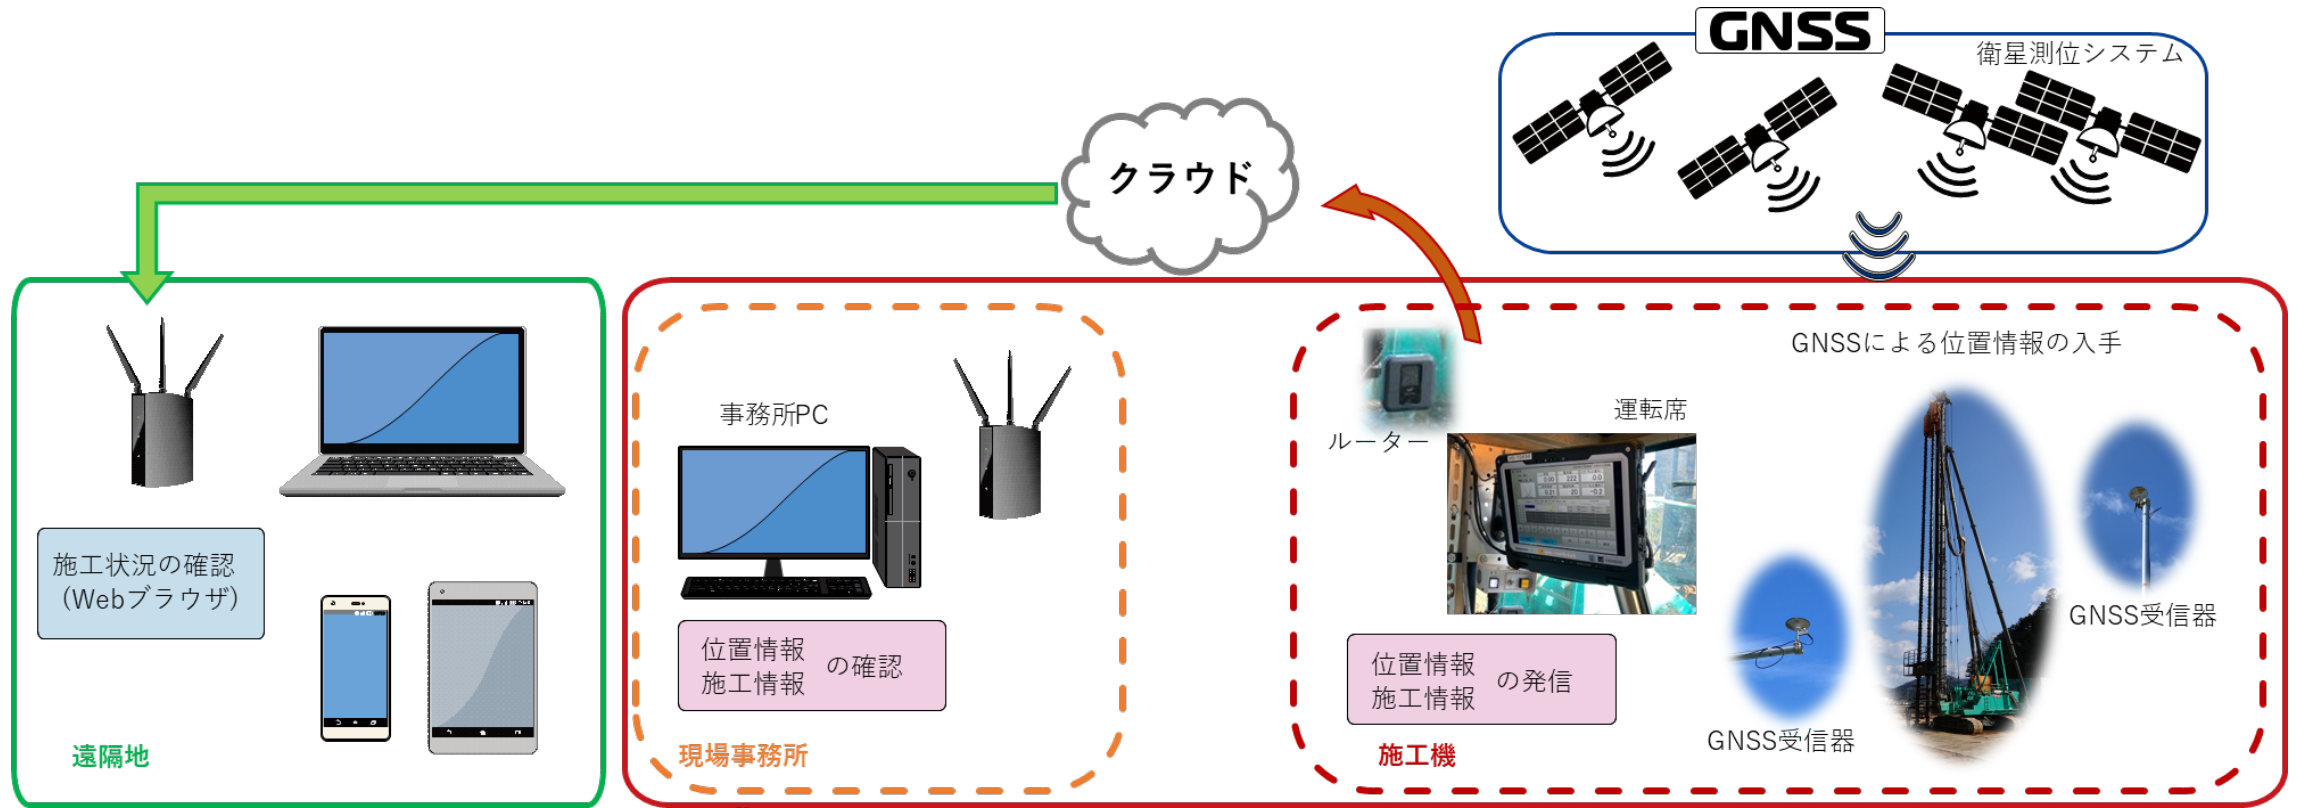 GNSS
衛星測位システム
クラウド
施工状況の確認
（Webブラウザ）
遠隔地
事務所PC
位置情報
施工情報
の確認
現場事務所
ルーター
運転席
位置情報
施工情報
の発信
施工機
GNSSによる位置情報の入手
GNSS受信器
GNSS受信器